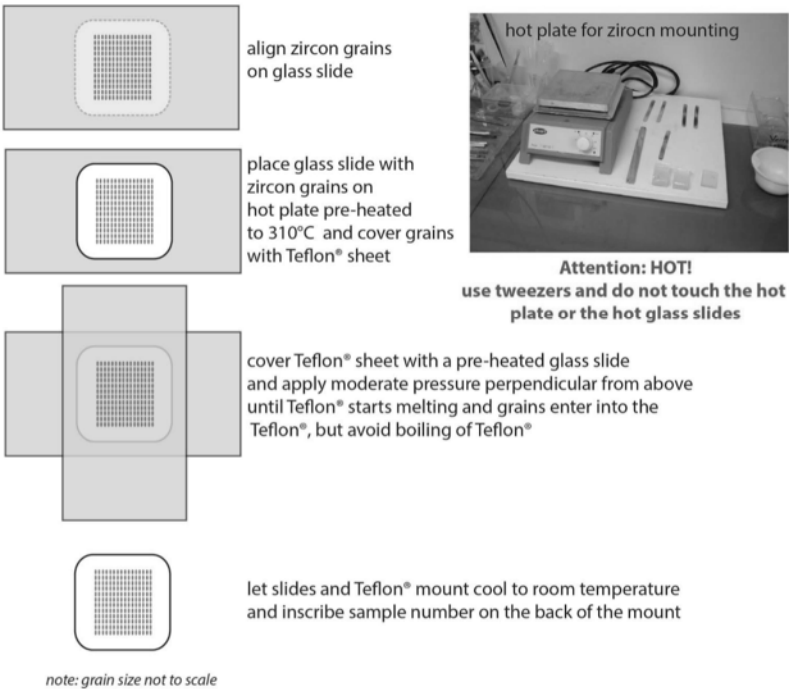 align zircon grains
on glass slide
hot plate for zirocn mounting
place glass slide with
zircon grains on
hot plate pre-heated
to 310°C and cover grains
with Teflon® sheet
Attention: HOT!
use tweezers and do not touch the hot
plate or the hot glass slides
cover Teflon® sheet with a pre-heated glass slide
and apply moderate pressure perpendicular from above
until Teflon® starts melting and grains enter into the
Teflon®, but avoid boiling of Teflon®
let slides and Teflon® mount cool to room temperature
and inscribe sample number on the back of the mount
note: grain size not to scale